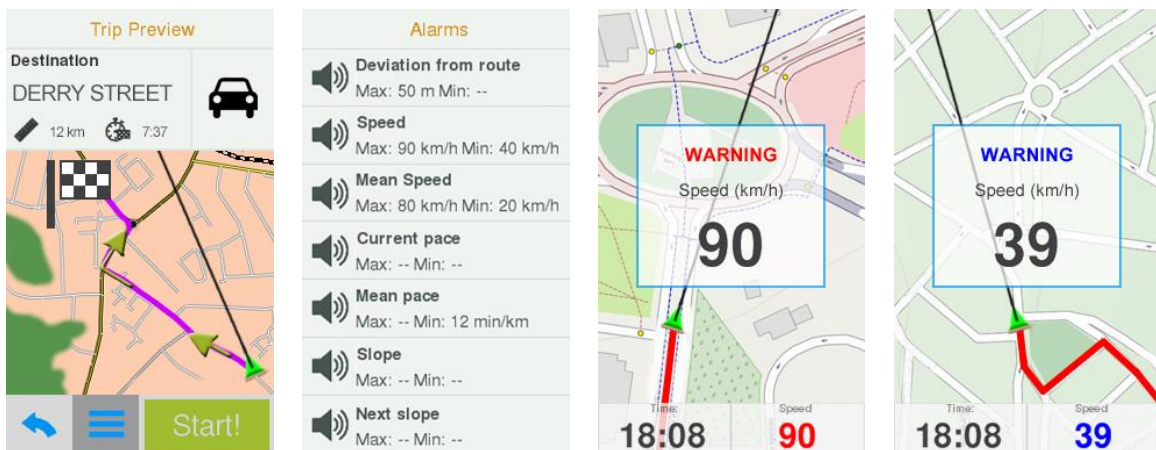 Trip Preview
Destination
DERRY STREET
12 km 7:37
Start!
Alarms
Deviation from route
Max: 50 m Min: --
Speed
Max: 90 km/h Min: 40 km/h
Mean Speed
Max: 80 km/h Min: 20 km/h
Current pace
Max: -- Min: --
Mean pace
Max: -- Min: 12 min/km
Slope
Max: -- Min: --
Next slope
Max: -- Min: --
WARNING
Speed (km/h)
90
Time: Speed
18:08 90
WARNING
Speed (km/h)
39
Time: Speed
18:08 39